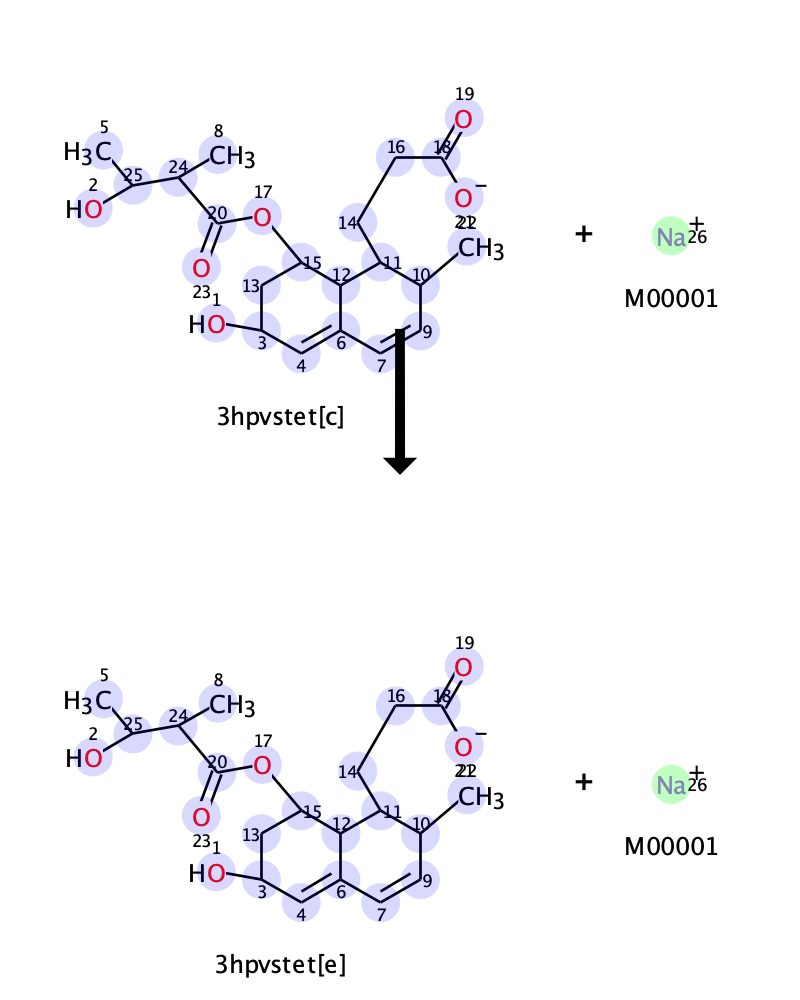 19
5
8
H3C
16
18
O
CH3
25
24
2
17
O−
HO
20
O
21
22
+
14
CH3
+
Na
26
O
15
12
11
10
23
13
M00001
1
HO
3
6
9
4
7
3hpvstet[c]
19
5
8
O
H3C
16
18
CH3
25
24
2
17
O−
HO
20
O
21
22
+
14
CH3
+
Na
26
O
15
12
11
10
23
13
M00001
1
HO
3
6
9
4
7
3hpvstet[e]